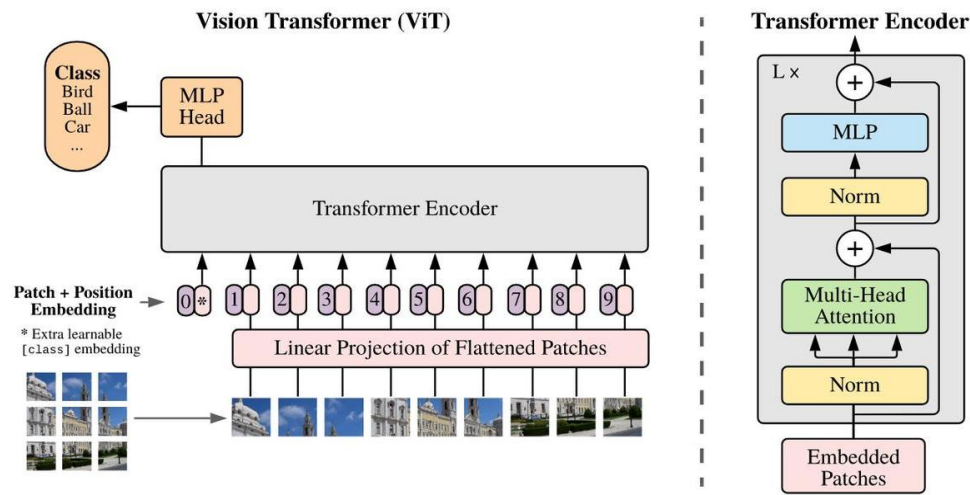 Vision Transformer (ViT)
Class
Bird
Ball
Car
...
MLP
Head
Transformer Encoder
Patch + Position
Embedding
0 * 1 2 3 4 5 6 7 8 9
* Extra learnable
[class] embedding
Linear Projection of Flattened Patches
Transformer Encoder
L ×
+
MLP
Norm
+
Multi-Head
Attention
Norm
Embedded
Patches